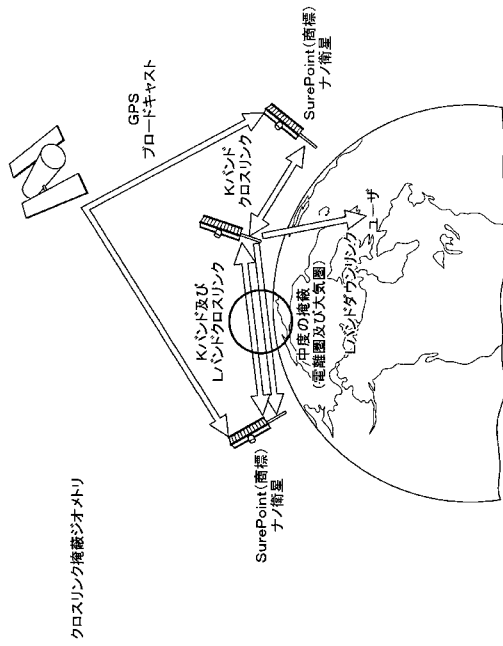 クロスリンク掩蔽ジオメトリ
GPS
ブロードキャスト
SurePoint(商標)
ナノ衛星
Kバンド
クロスリンク
Kバンド及び
Lバンドクロスリンク
SurePoint(商標)
ナノ衛星
中度の掩蔽
(電離圏及び大気圏)
Lバンドダウンリンク
ユーザ